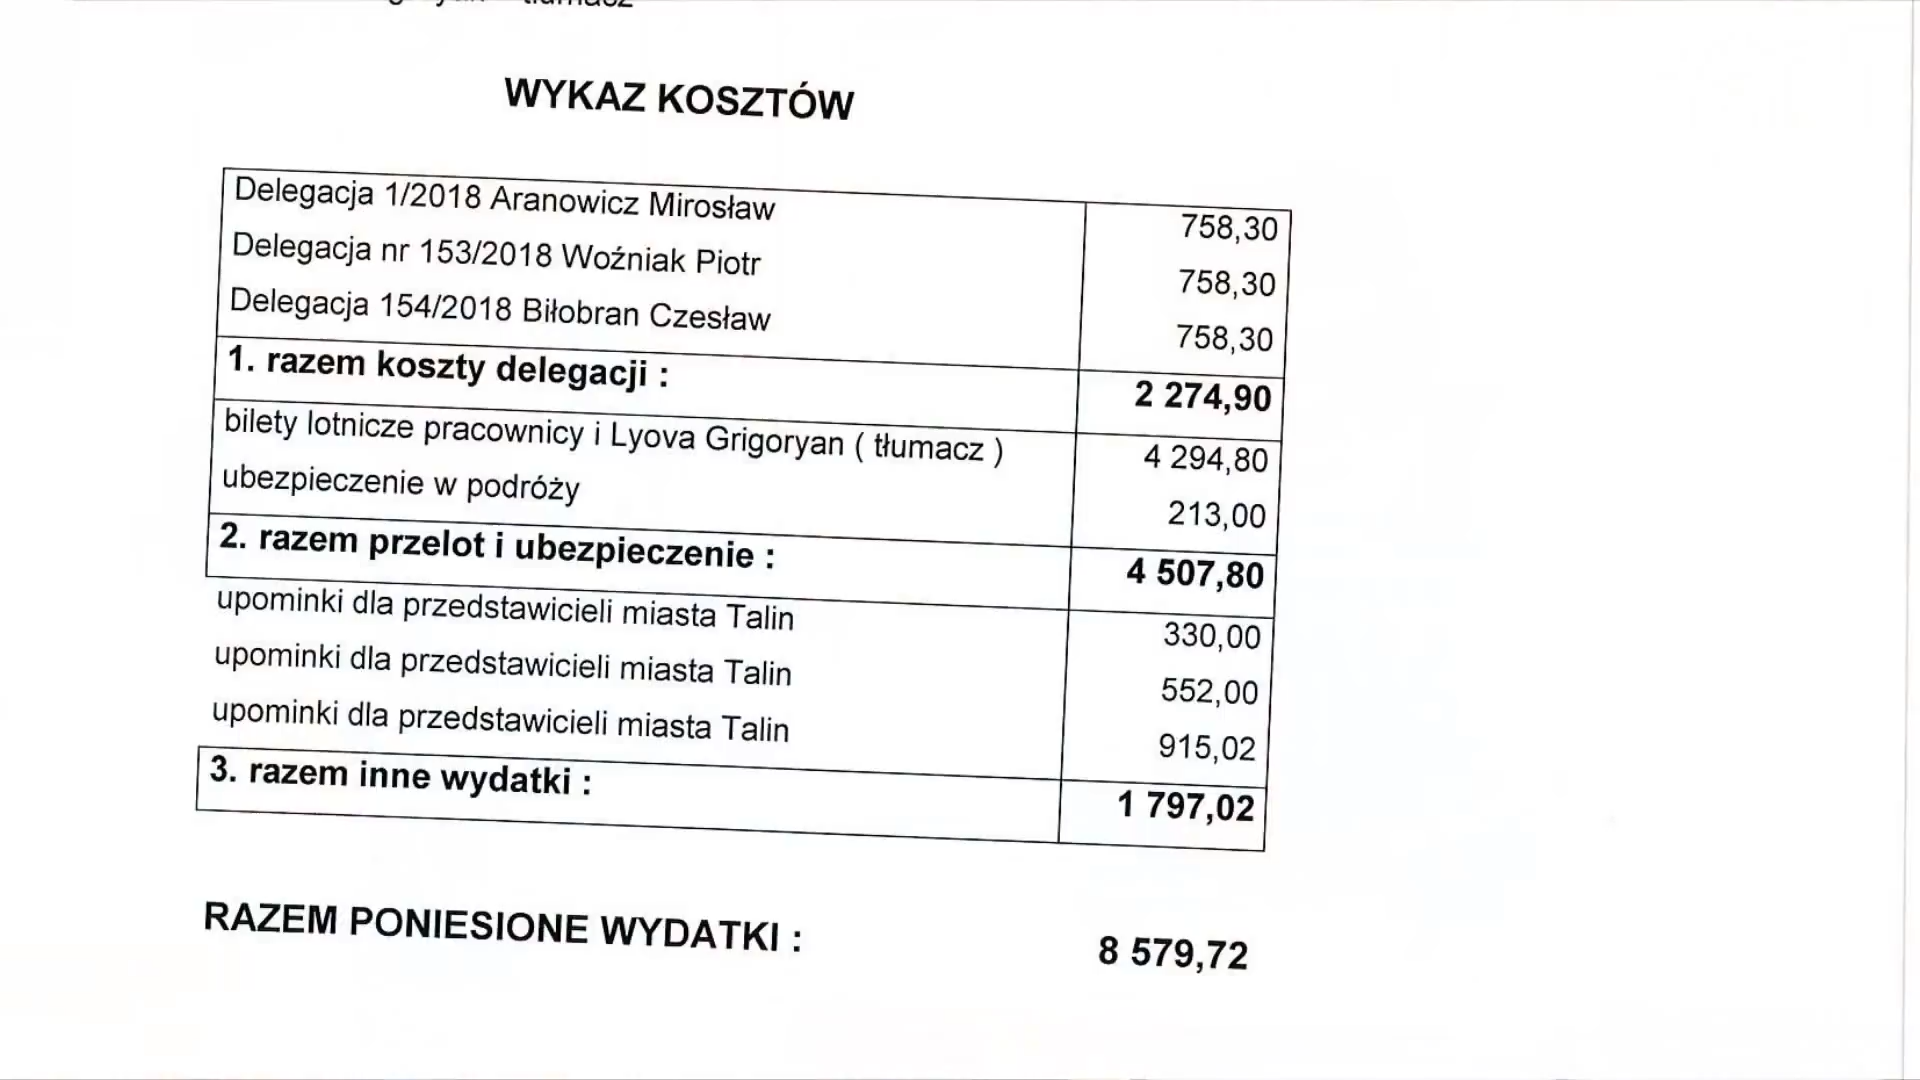 tłumacz
WYKAZ KOSZTÓW
Delegacja 1/2018 Aranowicz Mirosław 758,30
Delegacja nr 153/2018 Woźniak Piotr 758,30
Delegacja 154/2018 Biłobran Czesław 758,30
1. razem koszty delegacji : 2 274,90
bilety lotnicze pracownicy i Lyova Grigoryan ( tłumacz ) 4 294,80
ubezpieczenie w podróży 213,00
2. razem przelot i ubezpieczenie : 4 507,80
upominki dla przedstawicieli miasta Talin 330,00
upominki dla przedstawicieli miasta Talin 552,00
upominki dla przedstawicieli miasta Talin 915,02
3. razem inne wydatki : 1 797,02
RAZEM PONIESIONE WYDATKI : 8 579,72